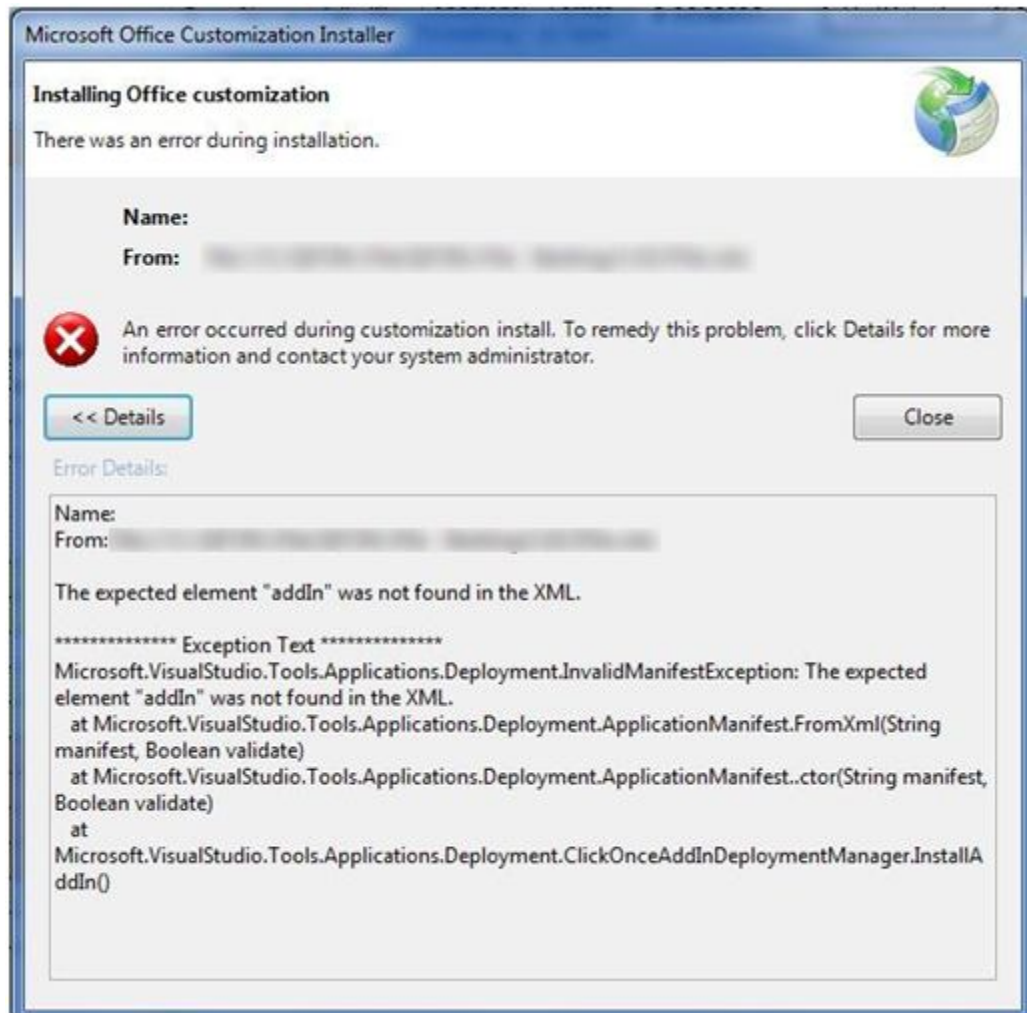 Microsoft Office Customization Installer
Installing Office customization
There was an error during installation.
Name:
From:
An error occurred during customization install. To remedy this problem, click Details for more
information and contact your system administrator.
<< Details
Close
Error Details:
Name:
From:
The expected element "addIn" was not found in the XML.
************** Exception Text **************
Microsoft.VisualStudio.Tools.Applications.Deployment.InvalidManifestException: The expected
element "addIn" was not found in the XML.
at Microsoft.VisualStudio.Tools.Applications.Deployment.ApplicationManifest.FromXml(String
manifest, Boolean validate)
at Microsoft.VisualStudio.Tools.Applications.Deployment.ApplicationManifest..ctor(String manifest,
Boolean validate)
at
Microsoft.VisualStudio.Tools.Applications.Deployment.ClickOnceAddInDeploymentManager.InstallA
ddIn()